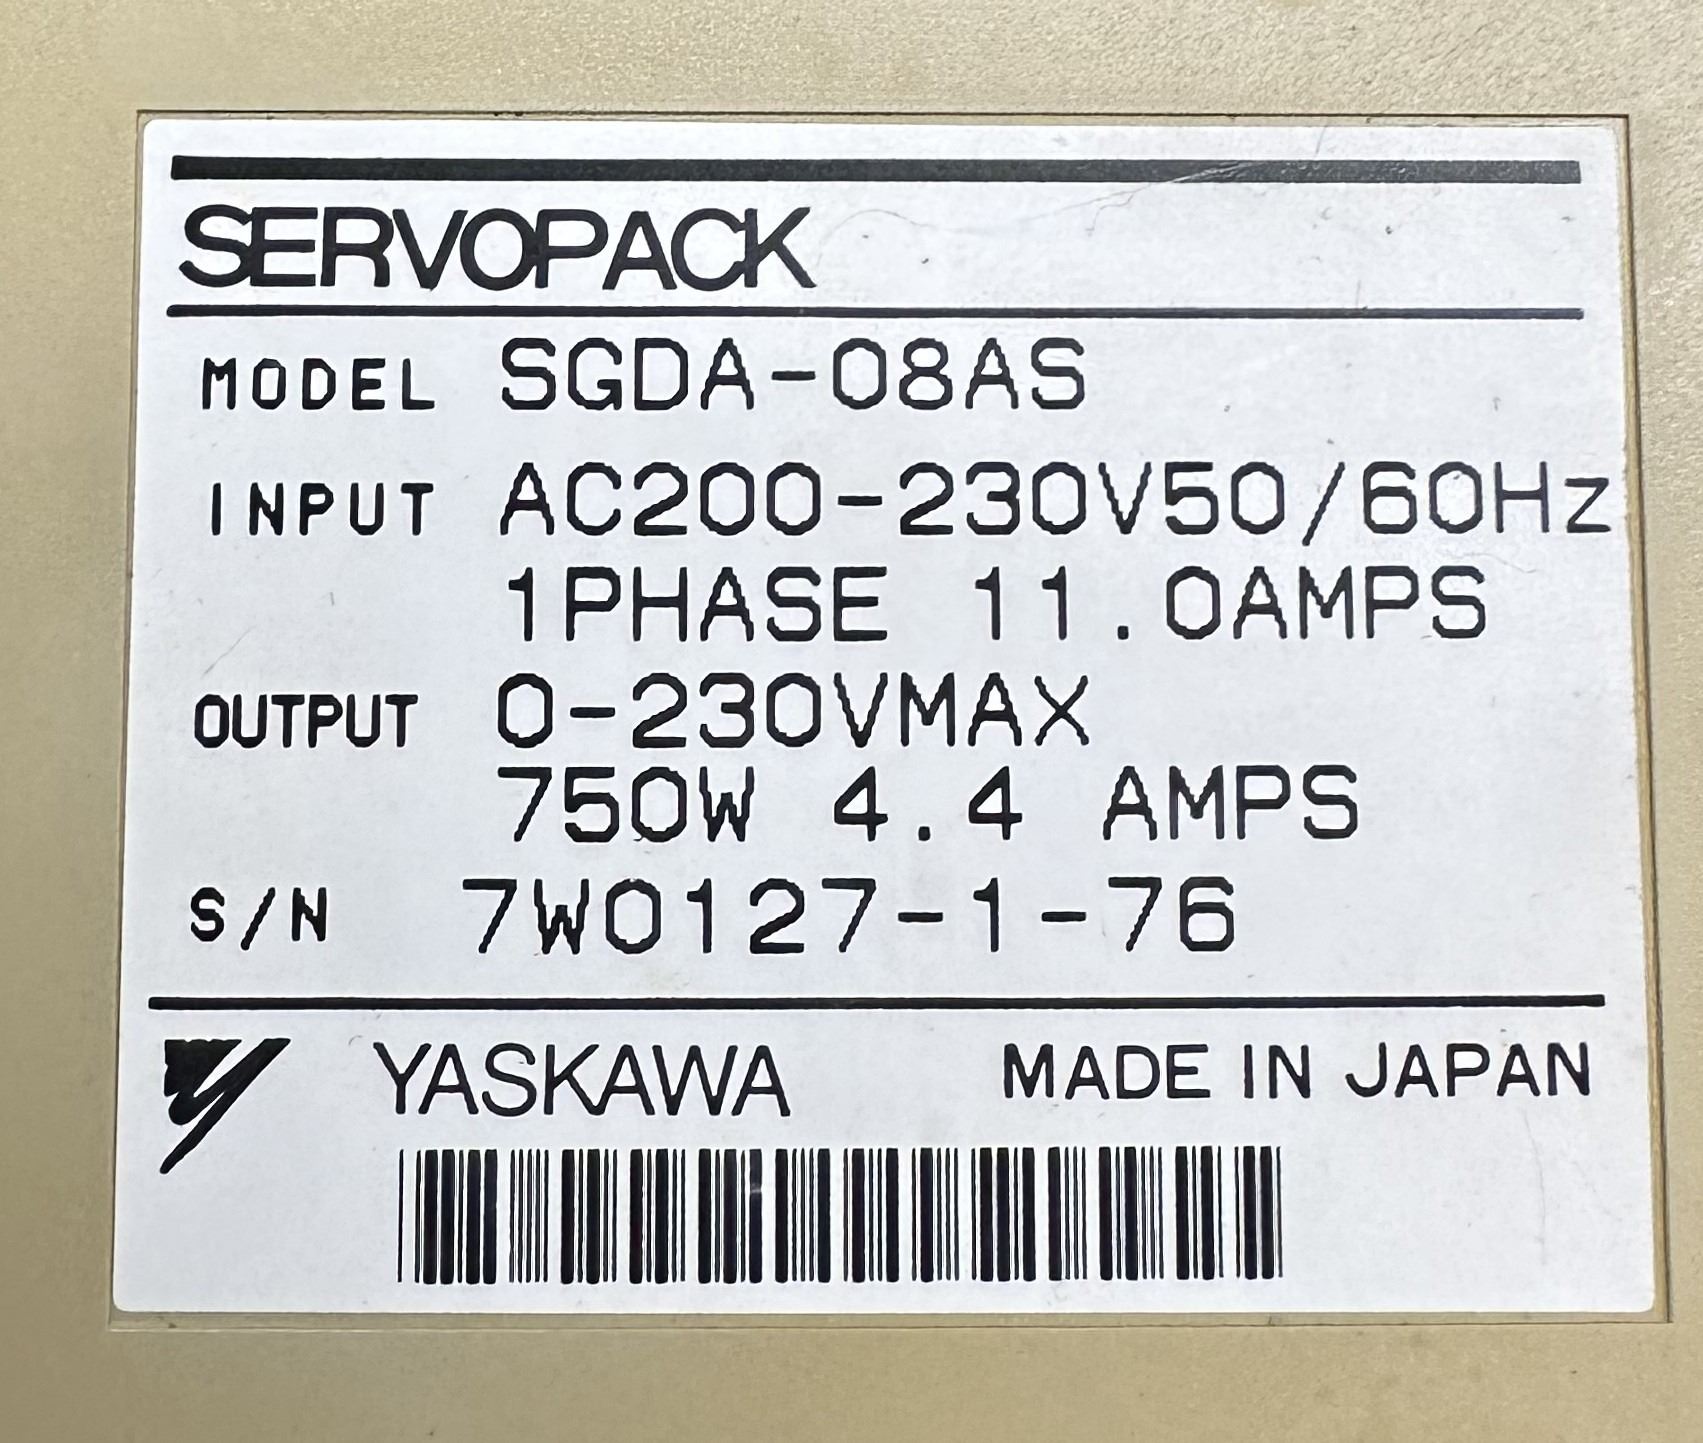 SERVOPACK
MODEL SGDA-08AS
INPUT AC200-230V50/60Hz
1PHASE 11.0AMPS
OUTPUT 0-230VMAX
750W 4.4 AMPS
S/N 7W0127-1-76
YASKAWA MADE IN JAPAN